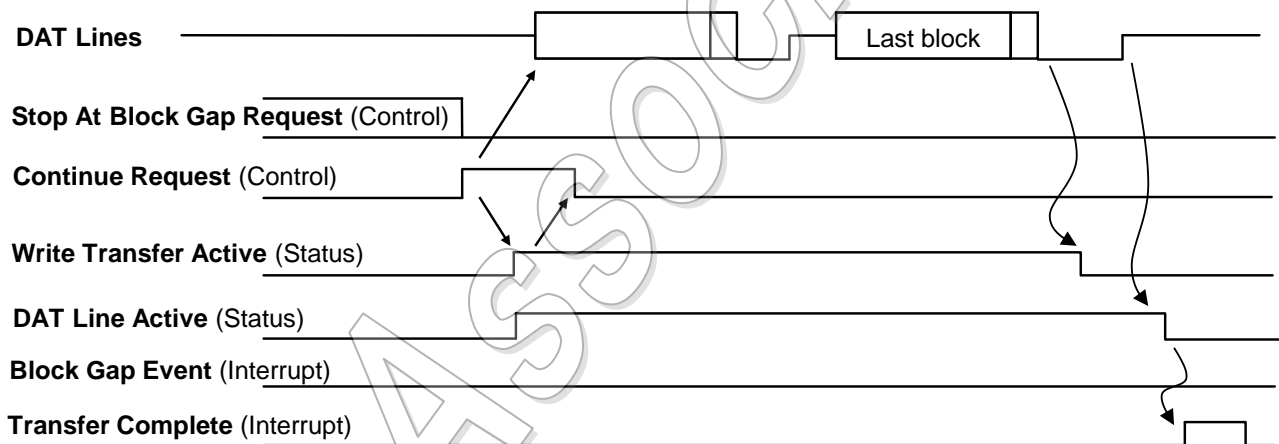 DAT Lines
Last block
Stop At Block Gap Request (Control)
Continue Request (Control)
Write Transfer Active (Status)
DAT Line Active (Status)
Block Gap Event (Interrupt)
Transfer Complete (Interrupt)